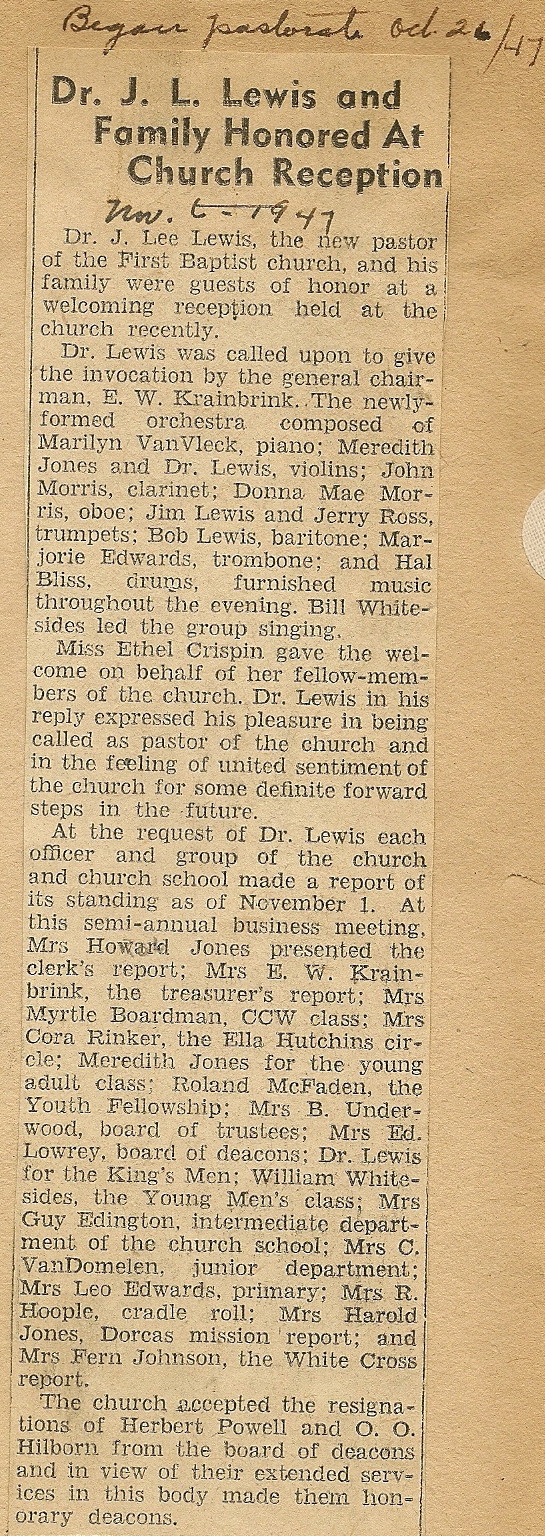 Began pastorate Oct. 26/47
Dr. J. L. Lewis and
Family Honored At
Church Reception
Nov. 6-1947
Dr. J. Lee Lewis, the new pastor
of the First Baptist church, and his
family were guests of honor at a
welcoming reception held at the
church recently.
Dr. Lewis was called upon to give
the invocation by the general chair-
man, E. W. Krainbrink. The newly-
formed orchestra composed of
Marilyn VanVleck, piano; Meredith
Jones and Dr. Lewis, violins; John
Morris, clarinet; Donna Mae Mor-
ris, oboe; Jim Lewis and Jerry Ross,
trumpets; Bob Lewis, baritone; Mar-
jorie Edwards, trombone; and Hal
Bliss, drums, furnished music
throughout the evening. Bill White-
sides led the group singing.
Miss Ethel Crispin gave the wel-
come on behalf of her fellow-mem-
bers of the church. Dr. Lewis in his
reply expressed his pleasure in being
called as pastor of the church and
in the feeling of united sentiment of
the church for some definite forward
steps in the future.
At the request of Dr. Lewis each
officer and group of the church
and church school made a report of
its standing as of November 1. At
this semi-annual business meeting,
Mrs Howard Jones presented the
clerk's report; Mrs E. W. Krain-
brink, the treasurer's report; Mrs
Myrtle Boardman, CCW class; Mrs
Cora Rinker, the Ella Hutchins cir-
cle; Meredith Jones for the young
adult class; Roland McFaden, the
Youth Fellowship; Mrs B. Under-
wood, board of trustees; Mrs Ed.
Lowrey, board of deacons; Dr. Lewis
for the King's Men; William White-
sides, the Young Men's class; Mrs
Guy Edington, intermediate depart-
ment of the church school; Mrs C.
VanDomelen, junior department;
Mrs Leo Edwards, primary; Mrs R.
Hoople, cradle roll; Mrs Harold
Jones, Dorcas mission report; and
Mrs Fern Johnson, the White Cross
report.
The church accepted the resigna-
tions of Herbert Powell and O. O.
Hilborn from the board of deacons
and in view of their extended serv-
ices in this body made them hon-
orary deacons.